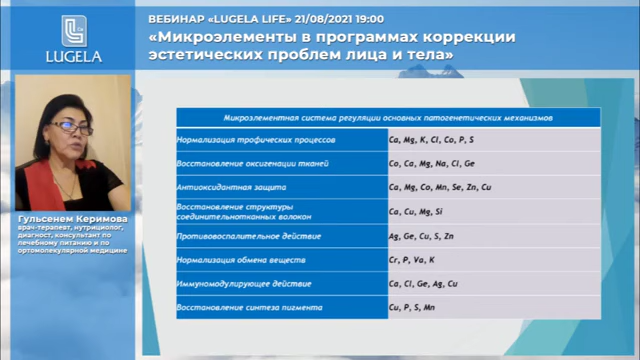 ВЕБИНАР «LUGELA LIFE» 21/08/2021 19:00
«Микроэлементы в программах коррекции
эстетических проблем лица и тела»
LUGELA
Гульсенем Керимова
врач-терапевт, нутрициолог,
диагност, консультант по
лечебному питанию и по
ортомолекулярной медицине
Микроэлементная система регуляции основных патогенетических механизмов
Нормализация трофических процессов Ca, Mg, K, Cl, Co, P, S
Восстановление оксигенации тканей Co, Ca, Mg, Na, Cl, Ge
Антиоксидантная защита Ca, Mg, Co, Mn, Se, Zn, Cu
Восстановление структуры
соединительнотканных волокон Ca, Cu, Mg, Si
Противовоспалительное действие Ag, Ge, Cu, S, Zn
Нормализация обмена веществ Cr, P, Va, K
Иммуномодулирующее действие Ca, Cl, Ge, Ag, Cu
Восстановление синтеза пигмента Cu, P, S, Mn